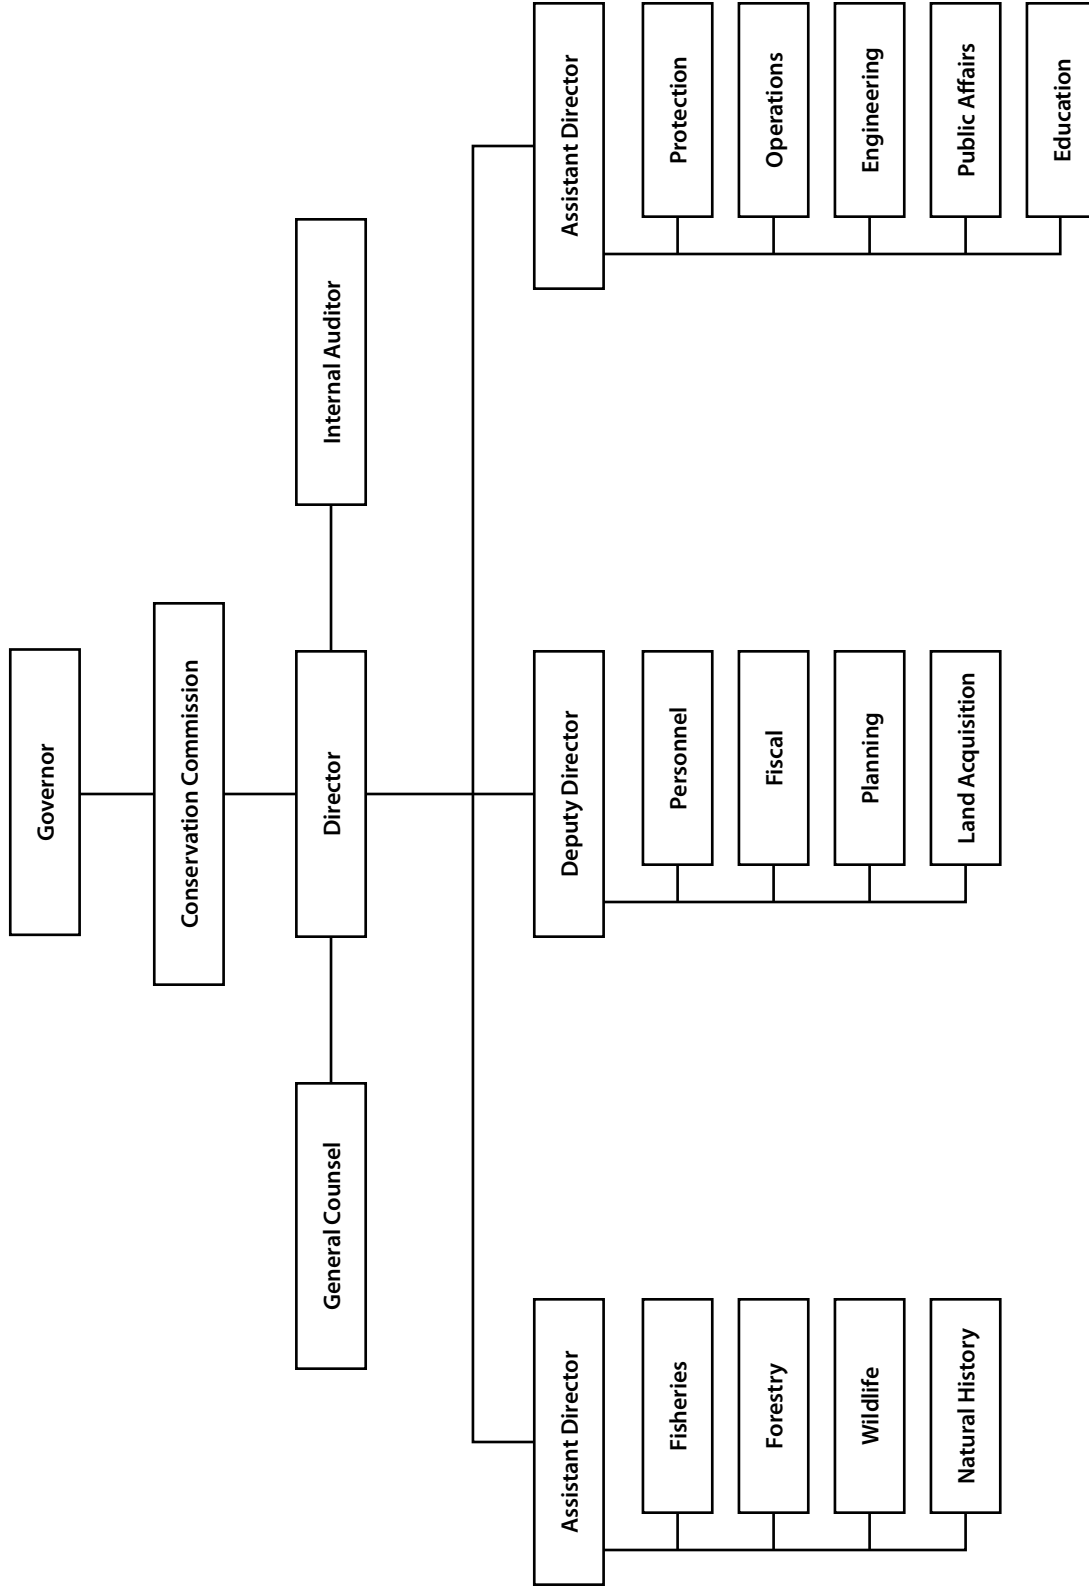 Governor
Conservation Commission
General Counsel
Director
Internal Auditor
Assistant Director
Fisheries
Forestry
Wildlife
Natural History
Deputy Director
Personnel
Fiscal
Planning
Land Acquisition
Assistant Director
Protection
Operations
Engineering
Public Affairs
Education